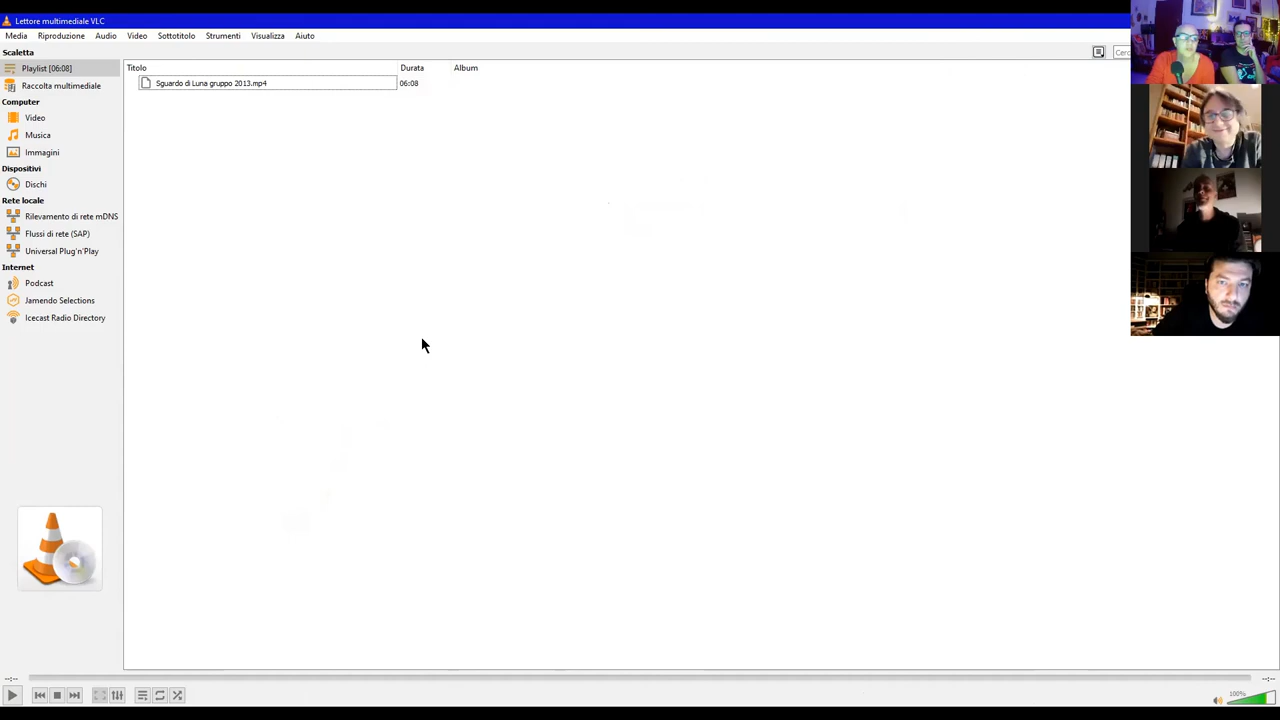 Lettore multimediale VLC
Media Riproduzione Audio Video Sottotitolo Strumenti Visualizza Aiuto
Scaletta
Playlist [06:08]
Raccolta multimediale
Computer
Video
Musica
Immagini
Dispositivi
Dischi
Rete locale
Rilevamento di rete mDNS
Flussi di rete (SAP)
Universal Plug'n'Play
Internet
Podcast
Jamendo Selections
Icecast Radio Directory
Cerc
Titolo Durata Album
Sguardo di Luna gruppo 2013.mp4 06:08
--:-- --:--
100%